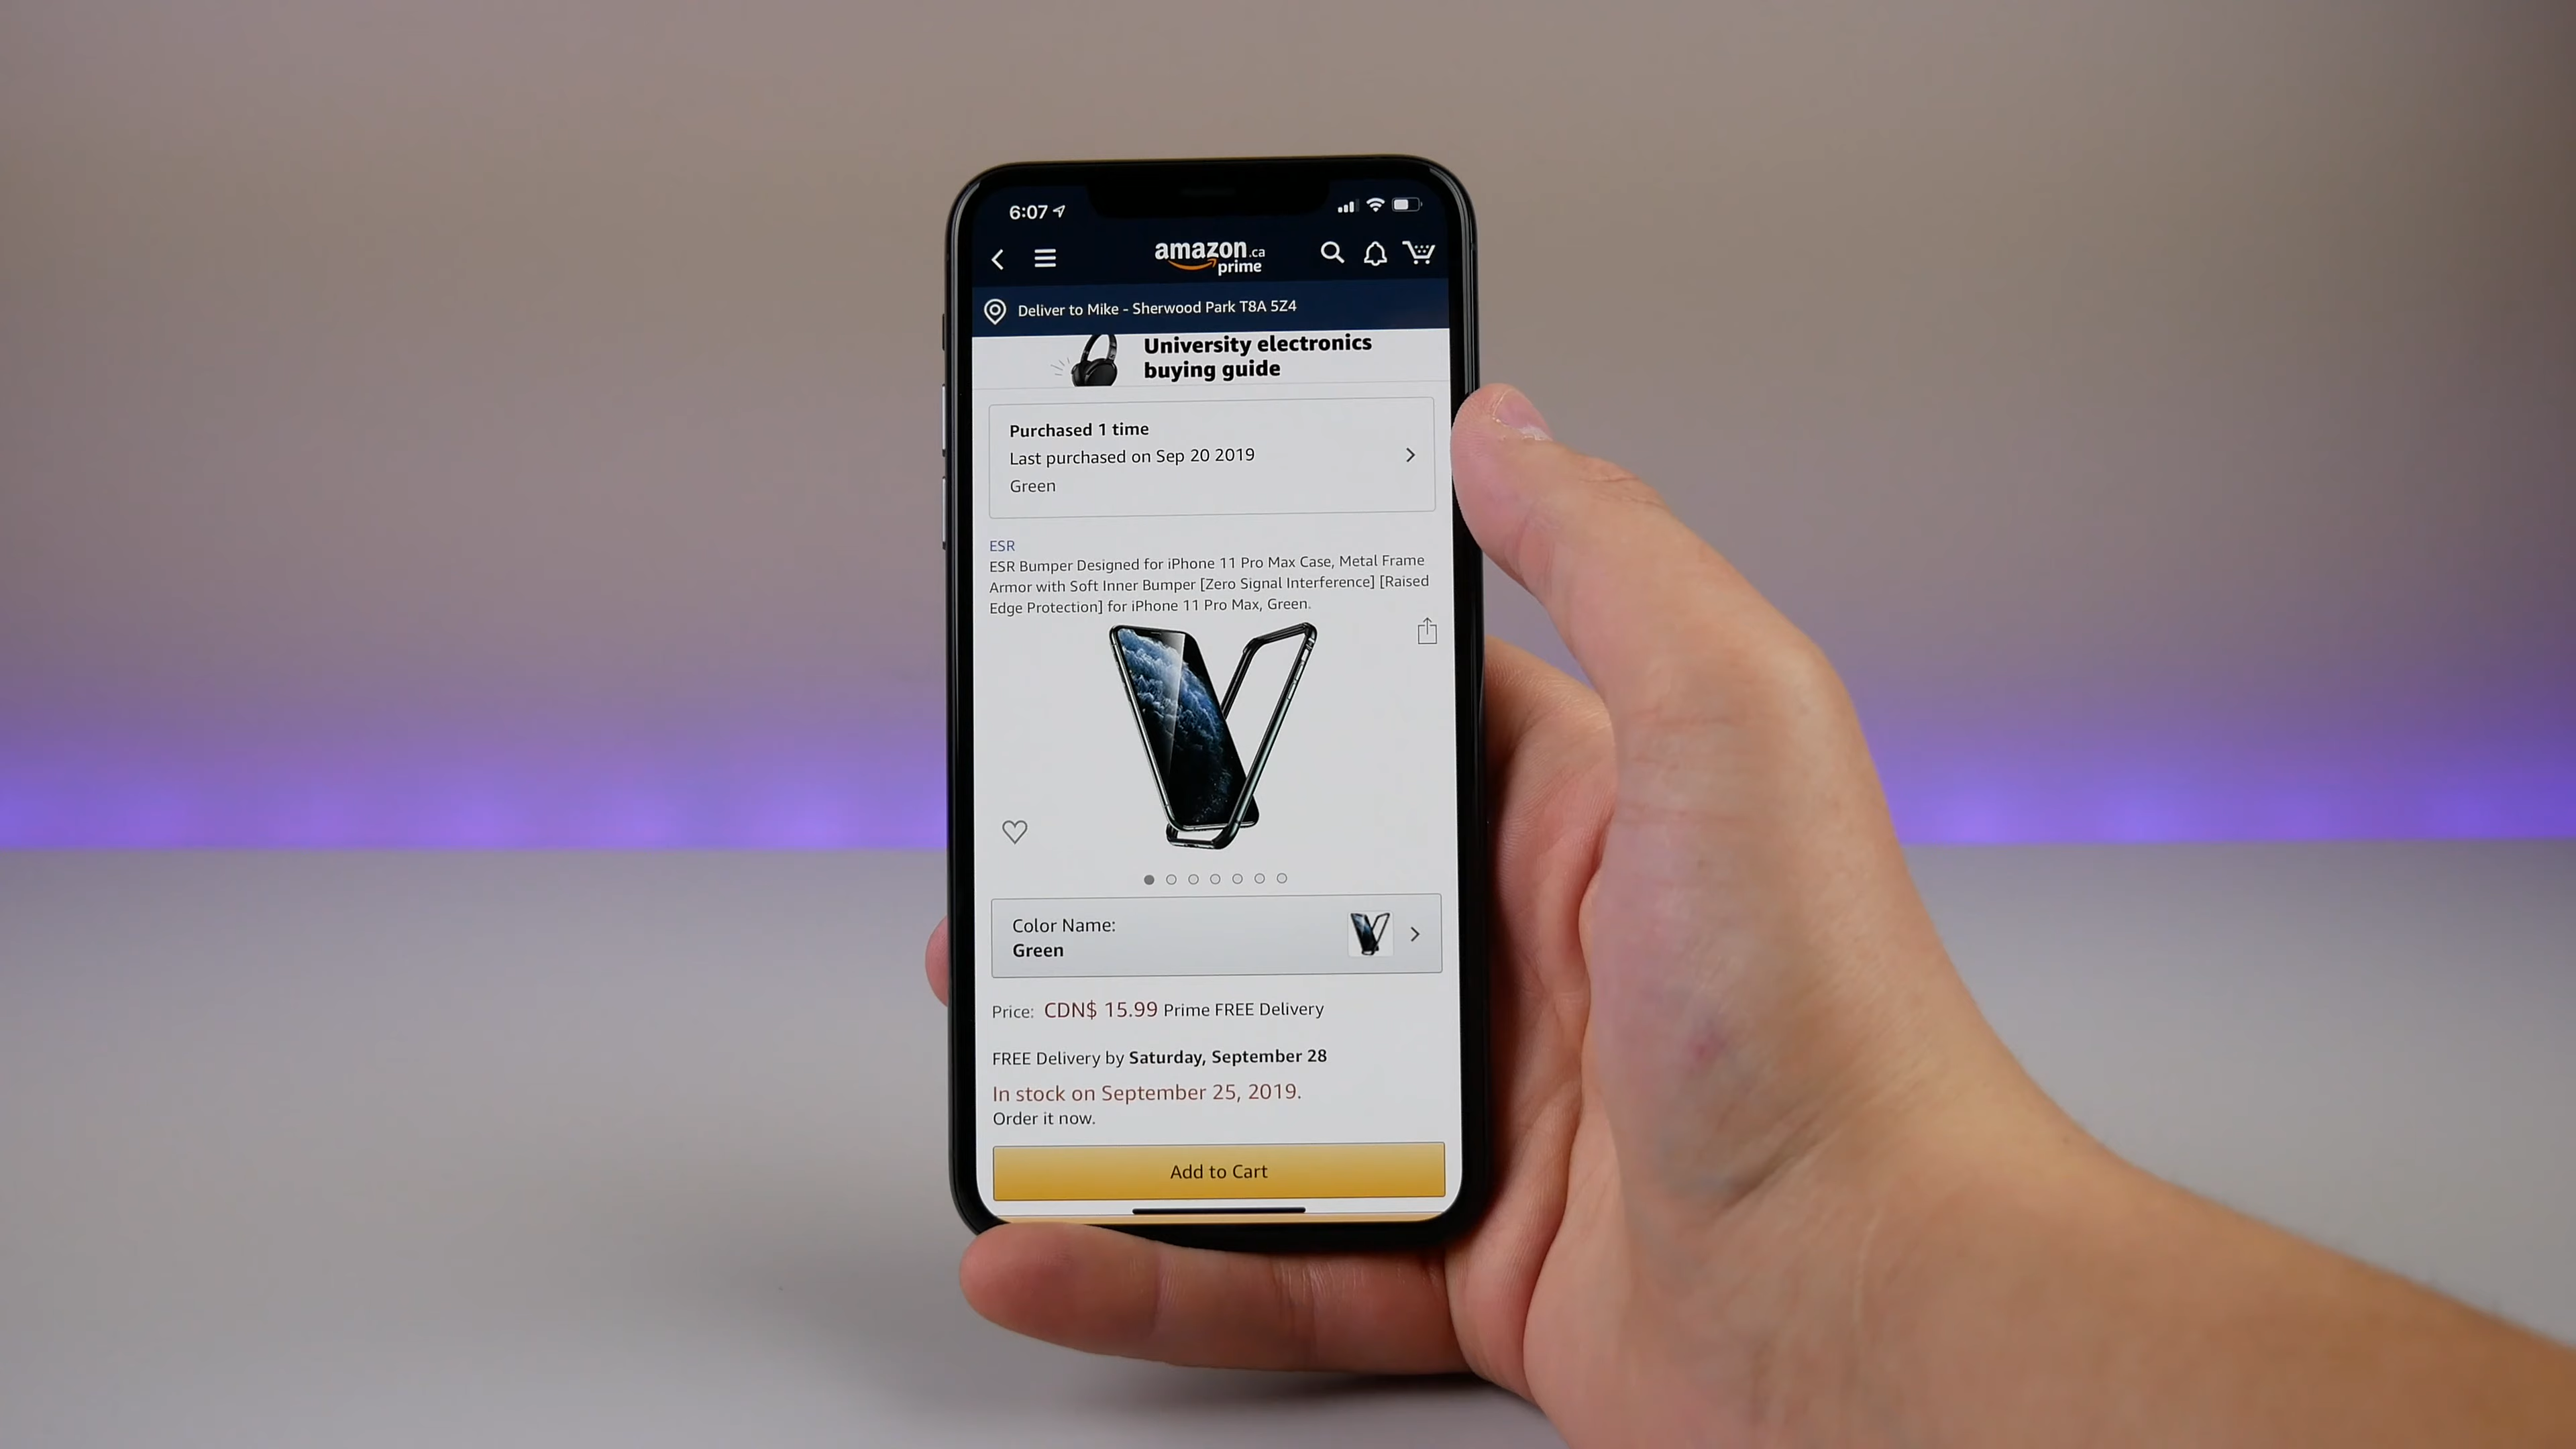 6:07
amazon.ca
prime
Deliver to Mike - Sherwood Park T8A 5Z4
University electronics
buying guide
Purchased 1 time
Last purchased on Sep 20 2019
Green
ESR
ESR Bumper Designed for iPhone 11 Pro Max Case, Metal Frame
Armor with Soft Inner Bumper [Zero Signal Interference] [Raised
Edge Protection] for iPhone 11 Pro Max, Green.
Color Name:
Green
Price: CDN$ 15.99 Prime FREE Delivery
FREE Delivery by Saturday, September 28
In stock on September 25, 2019.
Order it now.
Add to Cart